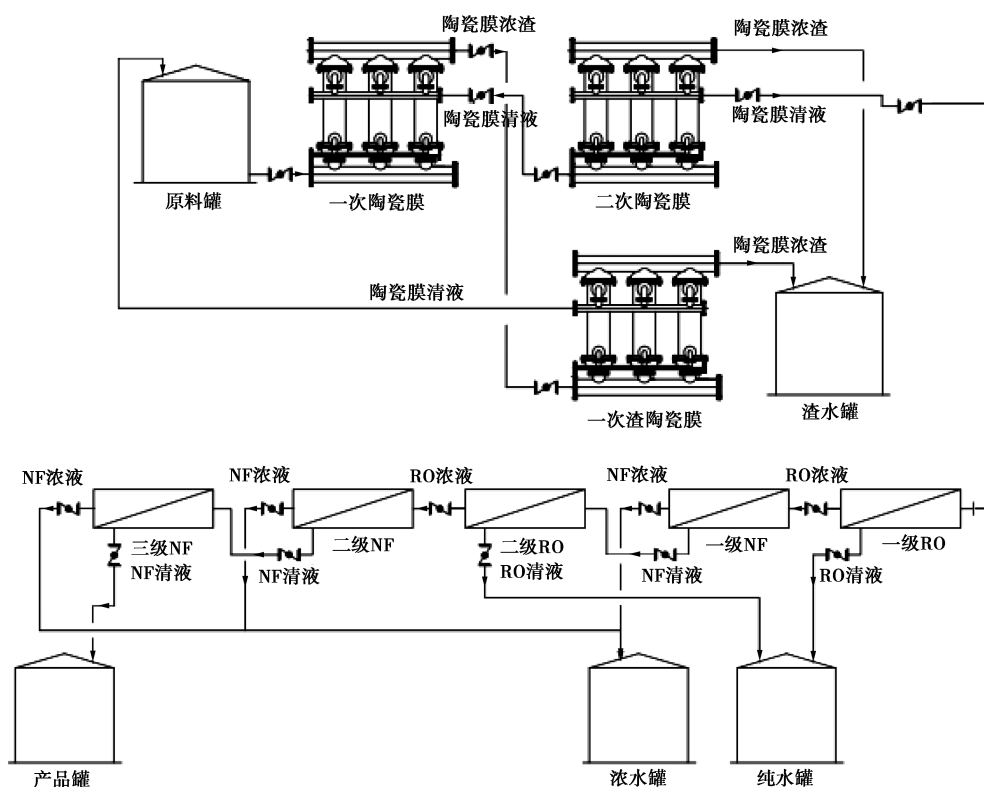 陶瓷膜浓渣
陶瓷膜浓渣
陶瓷膜清液
陶瓷膜清液
原料罐
一次陶瓷膜
二次陶瓷膜
陶瓷膜浓渣
陶瓷膜清液
一次渣陶瓷膜
渣水罐
NF浓液
NF浓液
RO浓液
NF浓液
RO浓液
三级NF
二级NF
二级RO
一级NF
一级RO
NF清液
NF清液
RO清液
NF清液
RO清液
产品罐
浓水罐
纯水罐